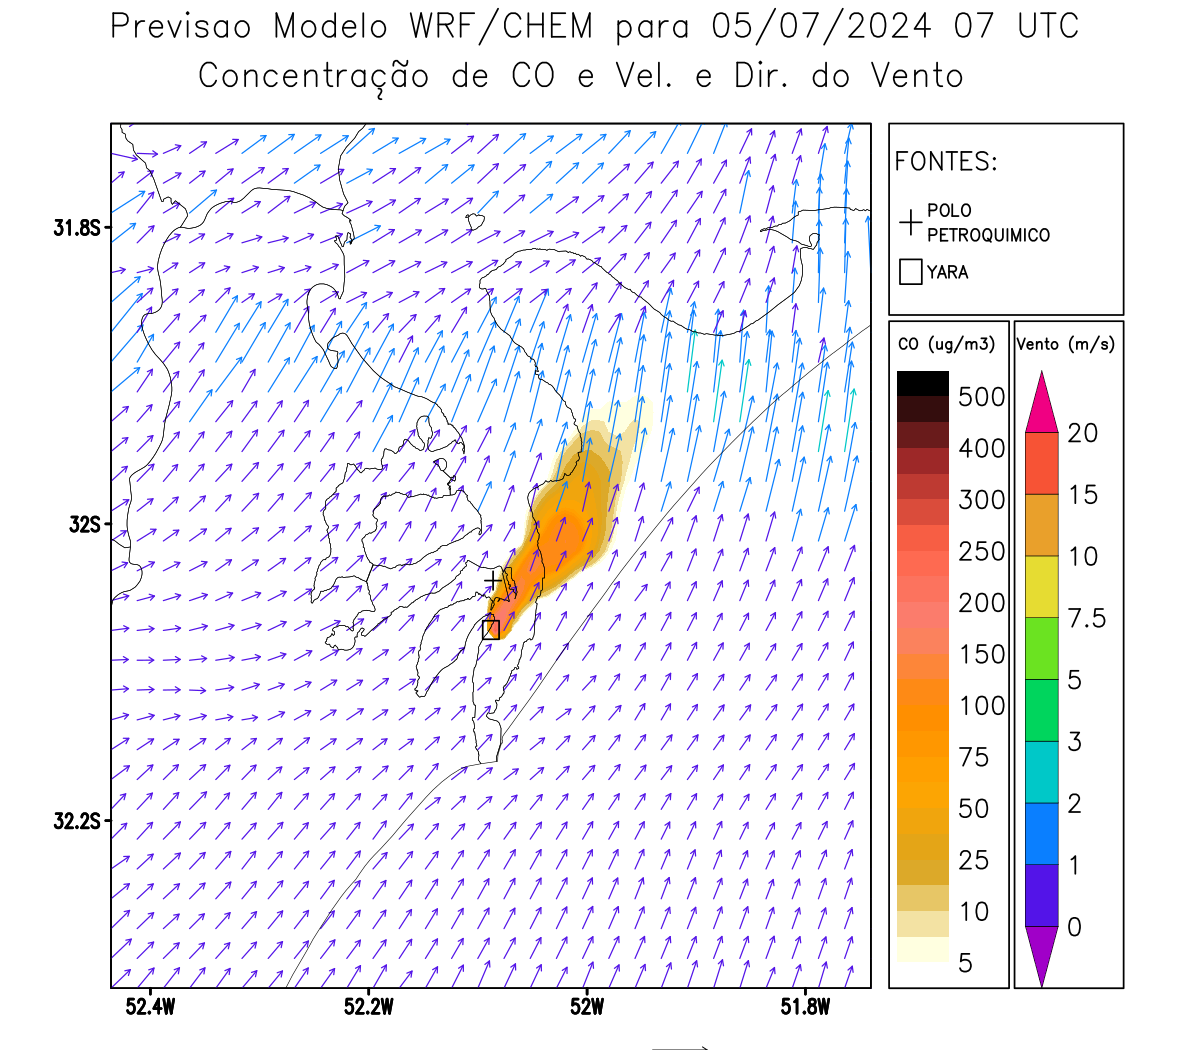 Previsao Modelo WRF/CHEM para 05/07/2024 07 UTC
Concentração de CO e Vel. e Dir. do Vento
FONTES:
POLO
PETROQUIMICO
YARA
31.8S
32S
32.2S
52.4W
52.2W
52W
51.8W
CO (ug/m3)
500
400
300
250
200
150
100
75
50
25
10
5
Vento (m/s)
20
15
10
7.5
5
3
2
1
0